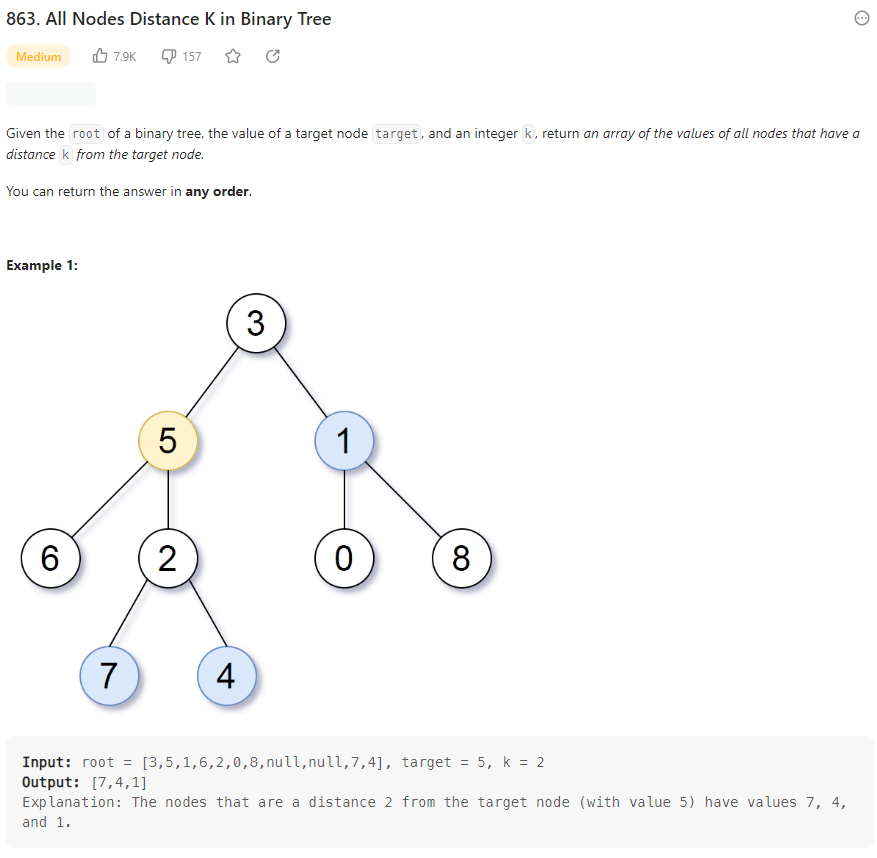 863. All Nodes Distance K in Binary Tree
Medium 7.9K 157
Given the root of a binary tree, the value of a target node target, and an integer k, return an array of the values of all nodes that have a
distance k from the target node.
You can return the answer in any order.
Example 1:
3
5 1
6 2 0 8
7 4
Input: root = [3,5,1,6,2,0,8,null,null,7,4], target = 5, k = 2
Output: [7,4,1]
Explanation: The nodes that are a distance 2 from the target node (with value 5) have values 7, 4,
and 1.